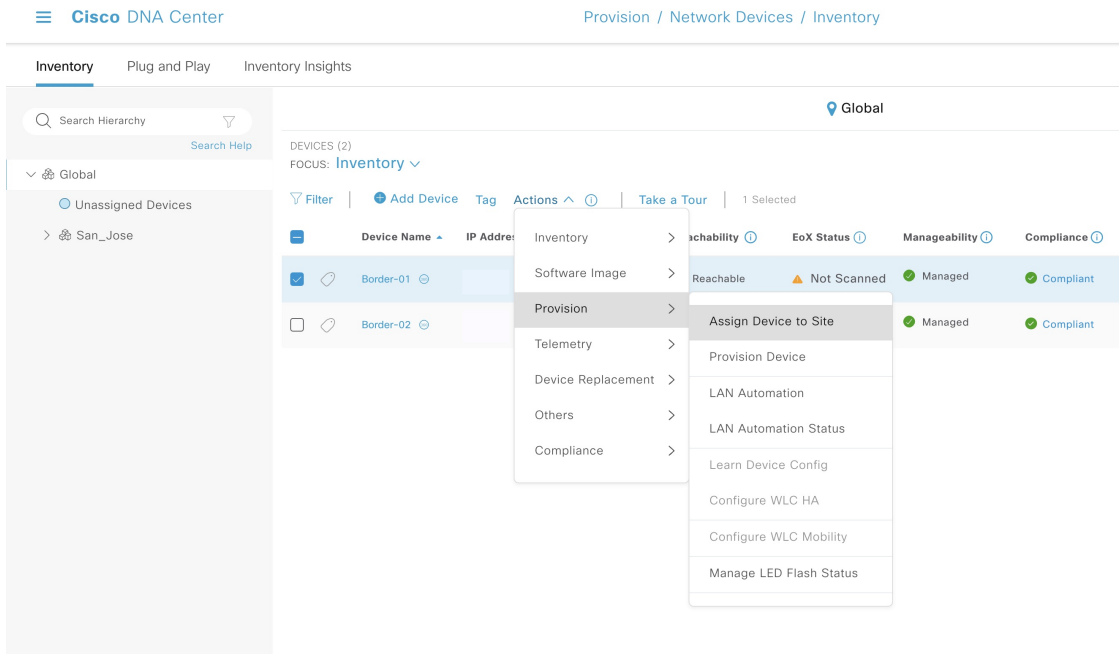 Cisco DNA Center
Provision / Network Devices / Inventory
Inventory Plug and Play Inventory Insights
Search Hierarchy
Search Help
Global
Unassigned Devices
San_Jose
Global
DEVICES (2)
FOCUS: Inventory
Filter Add Device Tag Actions Take a Tour 1 Selected
Device Name IP Addres achability EoX Status Manageability Compliance
Border-01 Reachable Not Scanned Managed Compliant
Border-02 Managed Compliant
Inventory
Software Image
Provision
Telemetry
Device Replacement
Others
Compliance
Assign Device to Site
Provision Device
LAN Automation
LAN Automation Status
Learn Device Config
Configure WLC HA
Configure WLC Mobility
Manage LED Flash Status